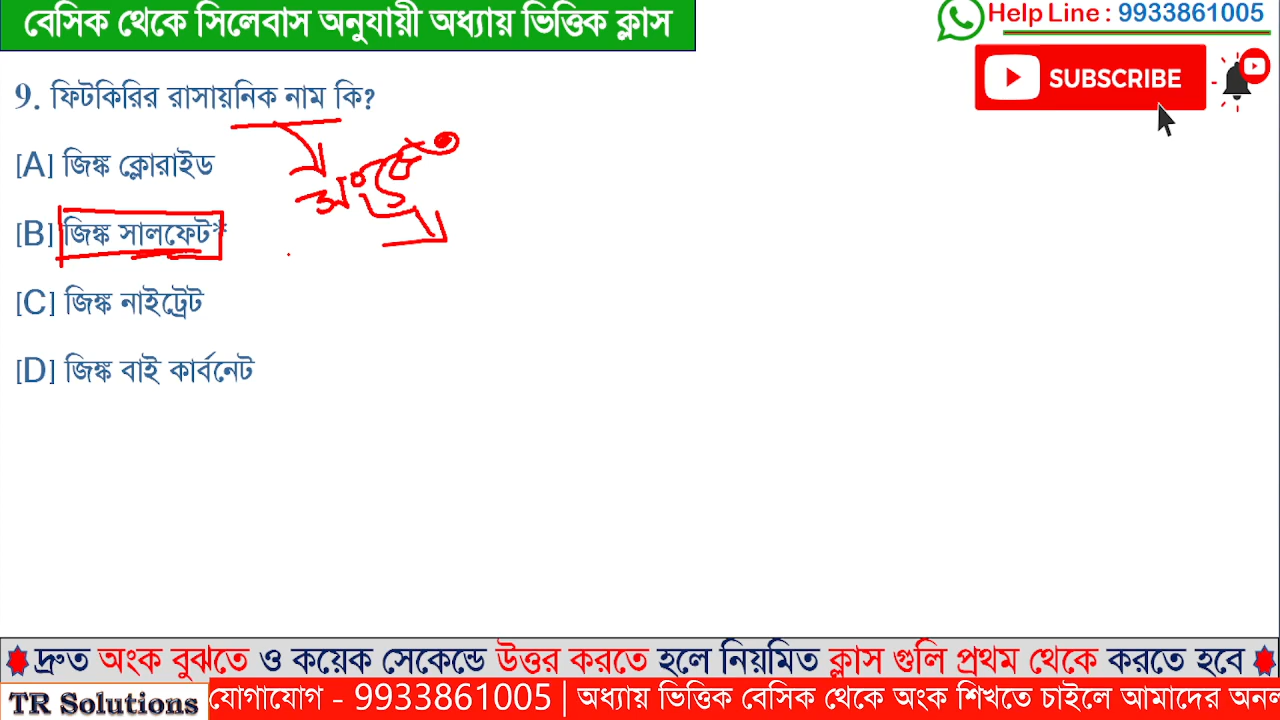 বেসিক থেকে সিলেবাস অনুযায়ী অধ্যায় ভিত্তিক ক্লাস
Help Line : 9933861005
SUBSCRIBE
9. ফিটকিরির রাসায়নিক নাম কি?
[A] জিঙ্ক ক্লোরাইড
[B] জিঙ্ক সালফেট*
[C] জিঙ্ক নাইট্রেট
[D] জিঙ্ক বাই কার্বনেট
দ্রুত অংক বুঝতে ও কয়েক সেকেন্ডে উত্তর করতে হলে নিয়মিত ক্লাস গুলি প্রথম থেকে করতে হবে
TR Solutions
যোগাযোগ - 9933861005 | অধ্যায় ভিত্তিক বেসিক থেকে অংক শিখতে চাইলে আমাদের